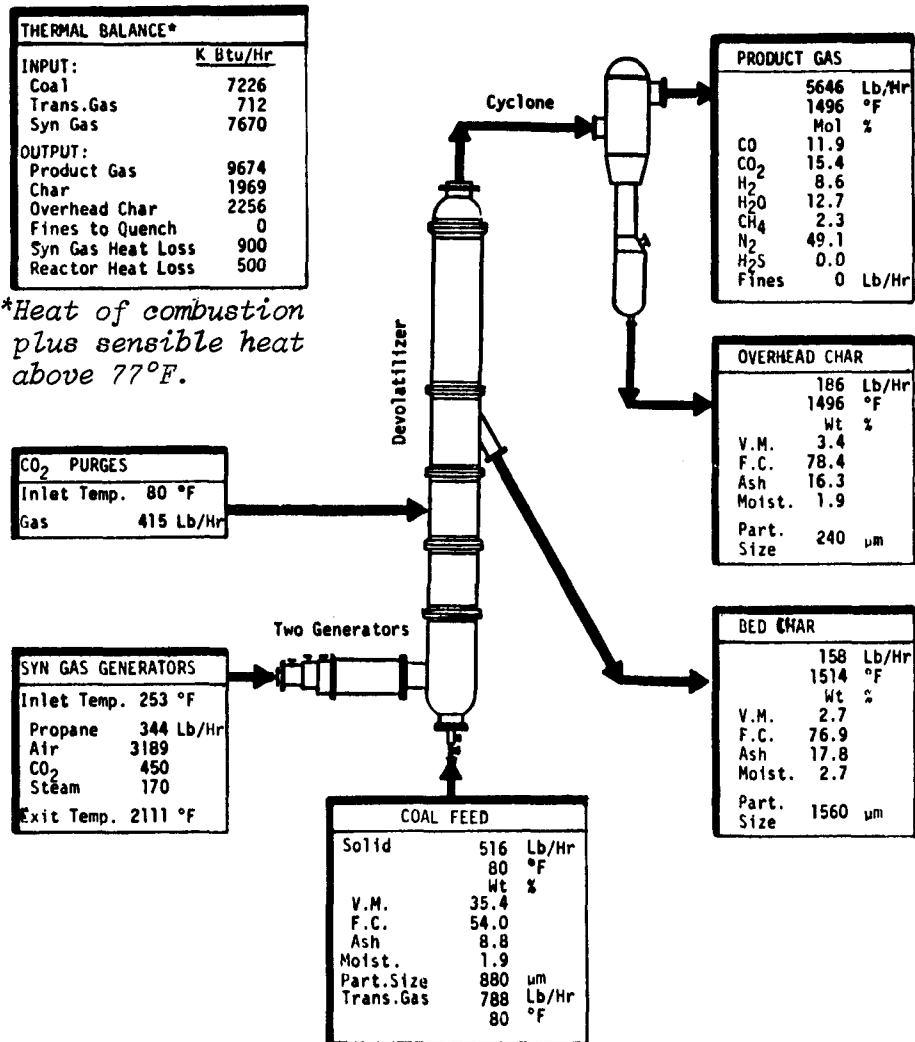 THERMAL BALANCE*
K Btu/Hr
INPUT:
Coal 7226
Trans.Gas 712
Syn Gas 7670
OUTPUT:
Product Gas 9674
Char 1969
Overhead Char 2256
Fines to Quench 0
Syn Gas Heat Loss 900
Reactor Heat Loss 500
*Heat of combustion
plus sensible heat
above 77°F.
Cyclone
Devolatilizer
PRODUCT GAS
5646 Lb/Hr
1496 °F
Mol %
CO 11.9
CO2 15.4
H2 8.6
H2O 12.7
CH4 2.3
N2 49.1
H2S 0.0
Fines 0 Lb/Hr
OVERHEAD CHAR
186 Lb/Hr
1496 °F
Wt %
V.M. 3.4
F.C. 78.4
Ash 16.3
Moist. 1.9
Part.
Size 240 µm
CO2 PURGES
Inlet Temp. 80 °F
Gas 415 Lb/Hr
Two Generators
SYN GAS GENERATORS
Inlet Temp. 253 °F
Propane 344 Lb/Hr
Air 3189
CO2 450
Steam 170
Exit Temp. 2111 °F
BED CHAR
158 Lb/Hr
1514 °F
Wt %
V.M. 2.7
F.C. 76.9
Ash 17.8
Moist. 2.7
Part.
Size 1560 µm
COAL FEED
Solid 516 Lb/Hr
80 °F
Wt %
V.M. 35.4
F.C. 54.0
Ash 8.8
Moist. 1.9
Part.Size 880 µm
Trans.Gas 788 Lb/Hr
80 °F